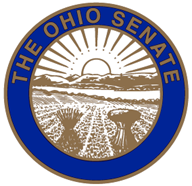 THE OHIO SENATE